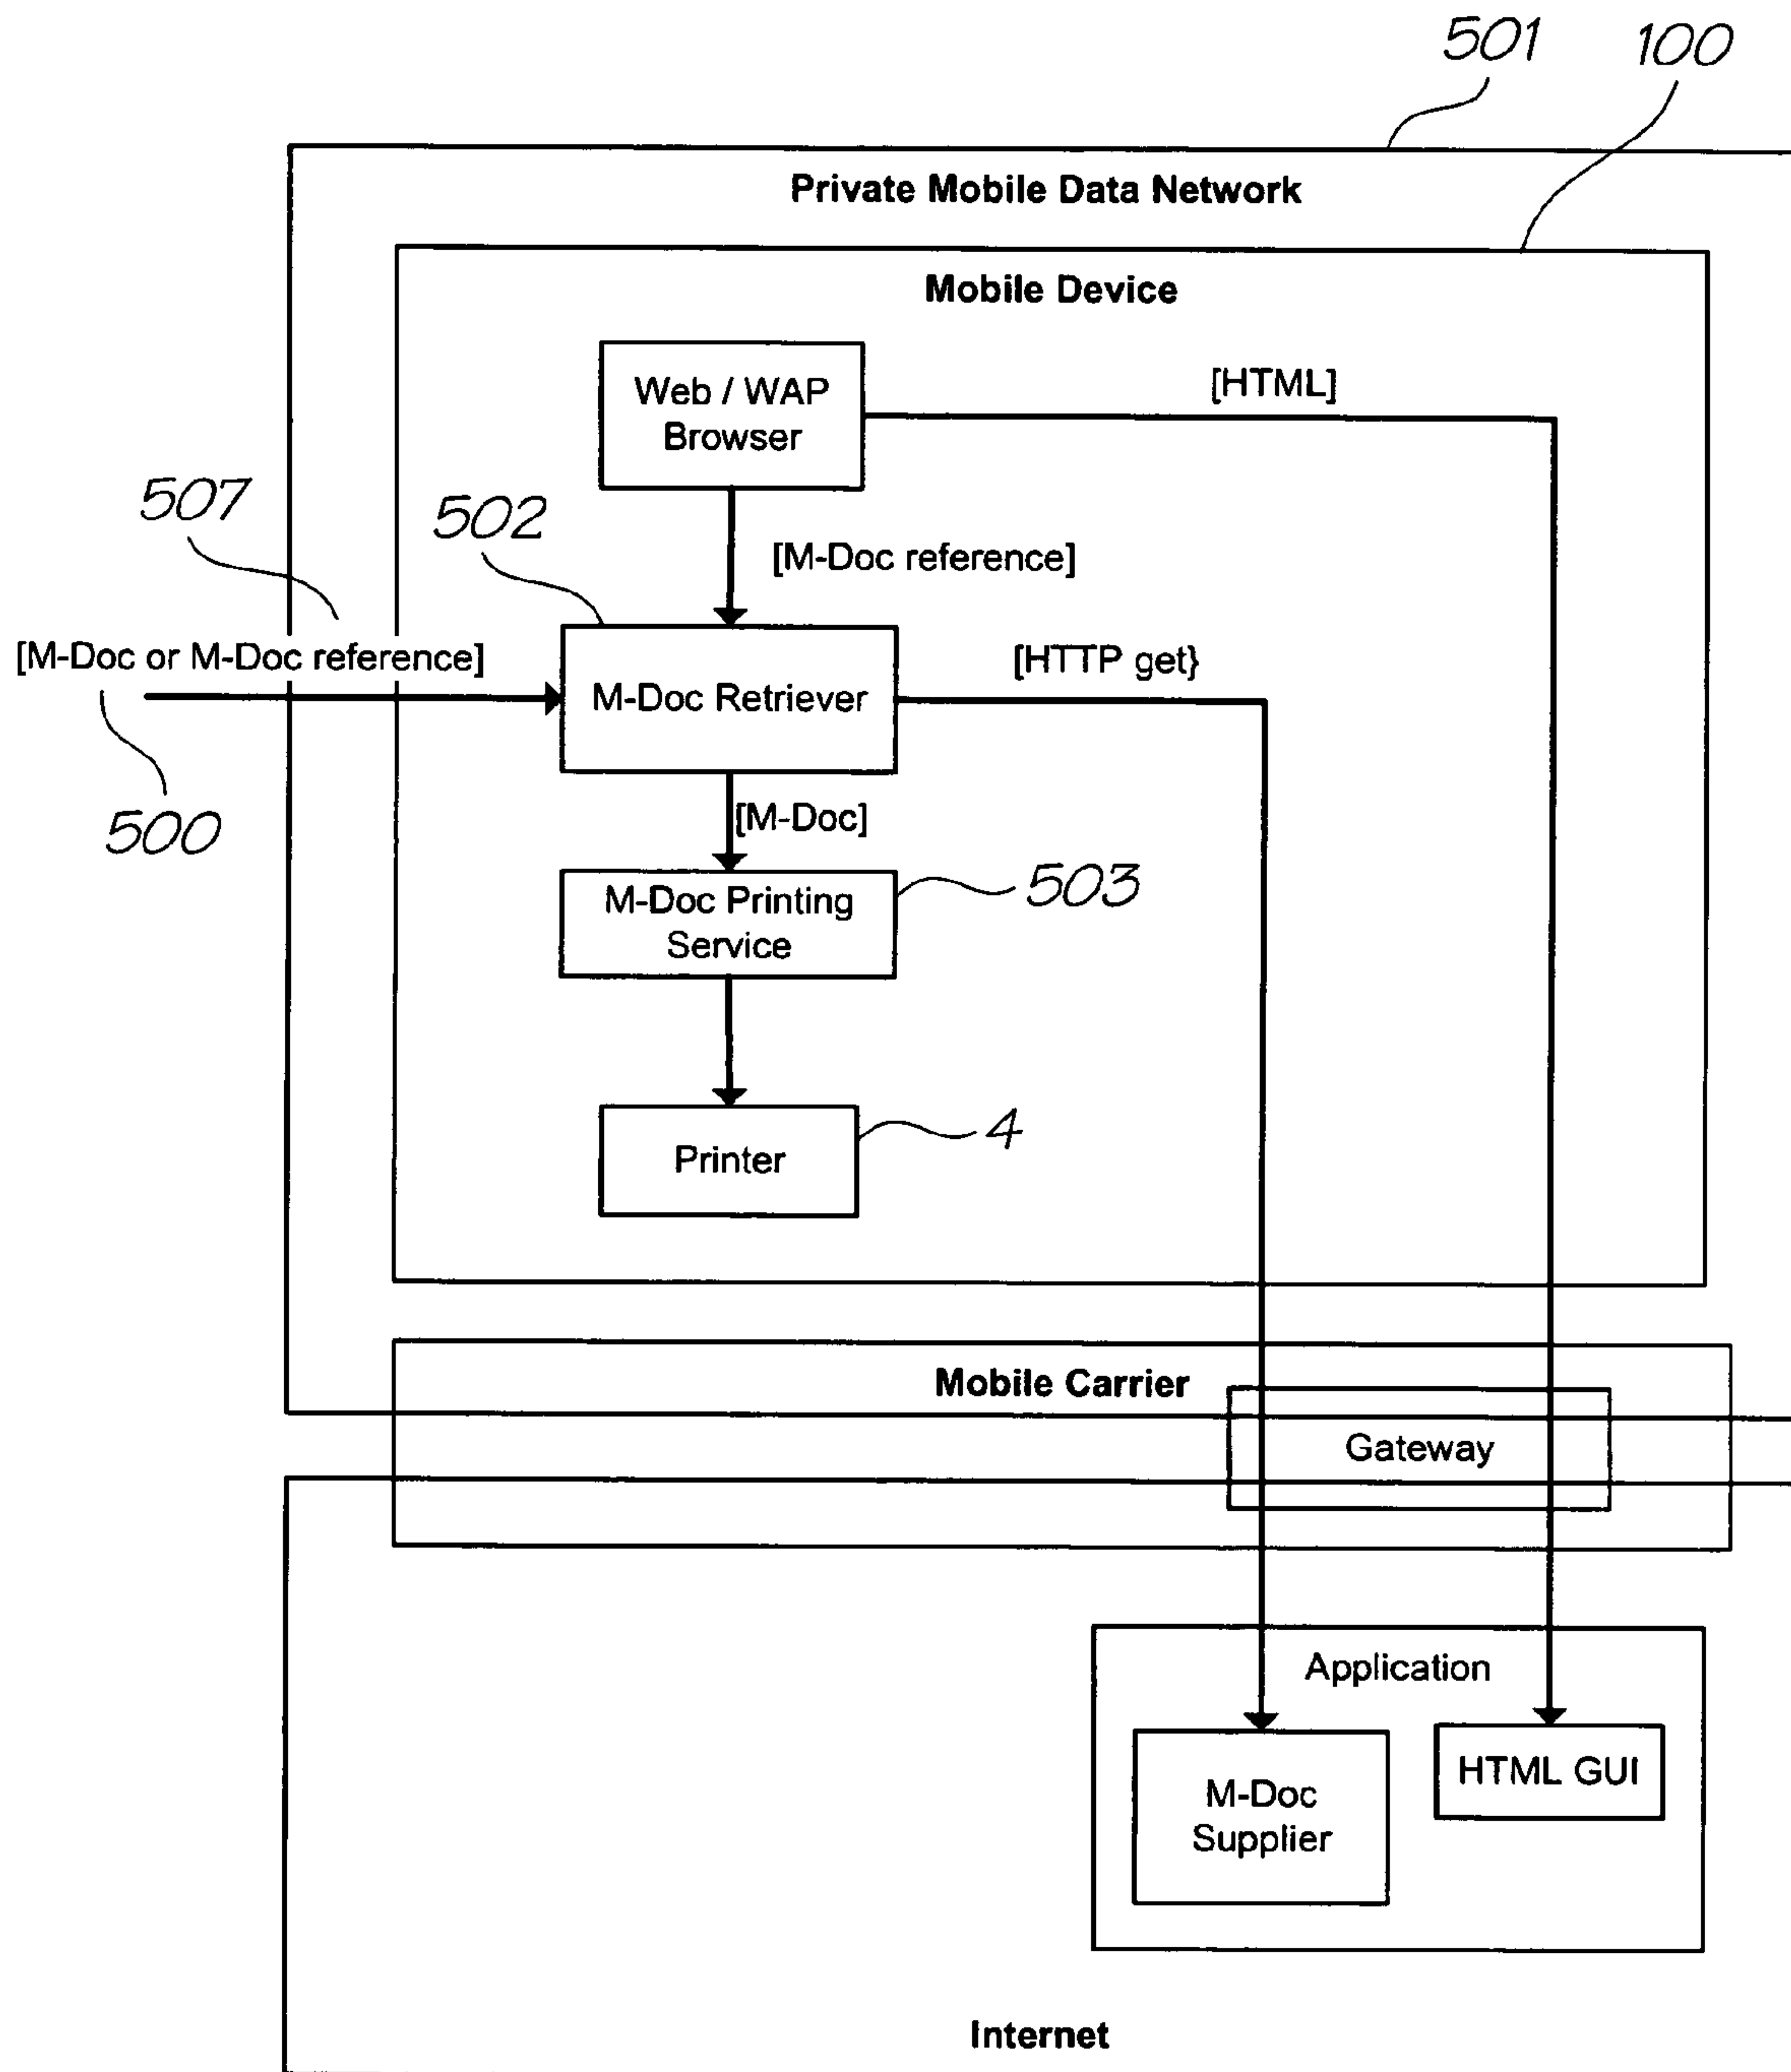 501
100
Private Mobile Data Network
Mobile Device
Web / WAP
Browser
[HTML]
507
502
[M-Doc reference]
[M-Doc or M-Doc reference]
M-Doc Retriever
[HTTP get}
500
[M-Doc]
M-Doc Printing
Service
503
Printer
4
Mobile Carrier
Gateway
Application
M-Doc
Supplier
HTML GUI
Internet